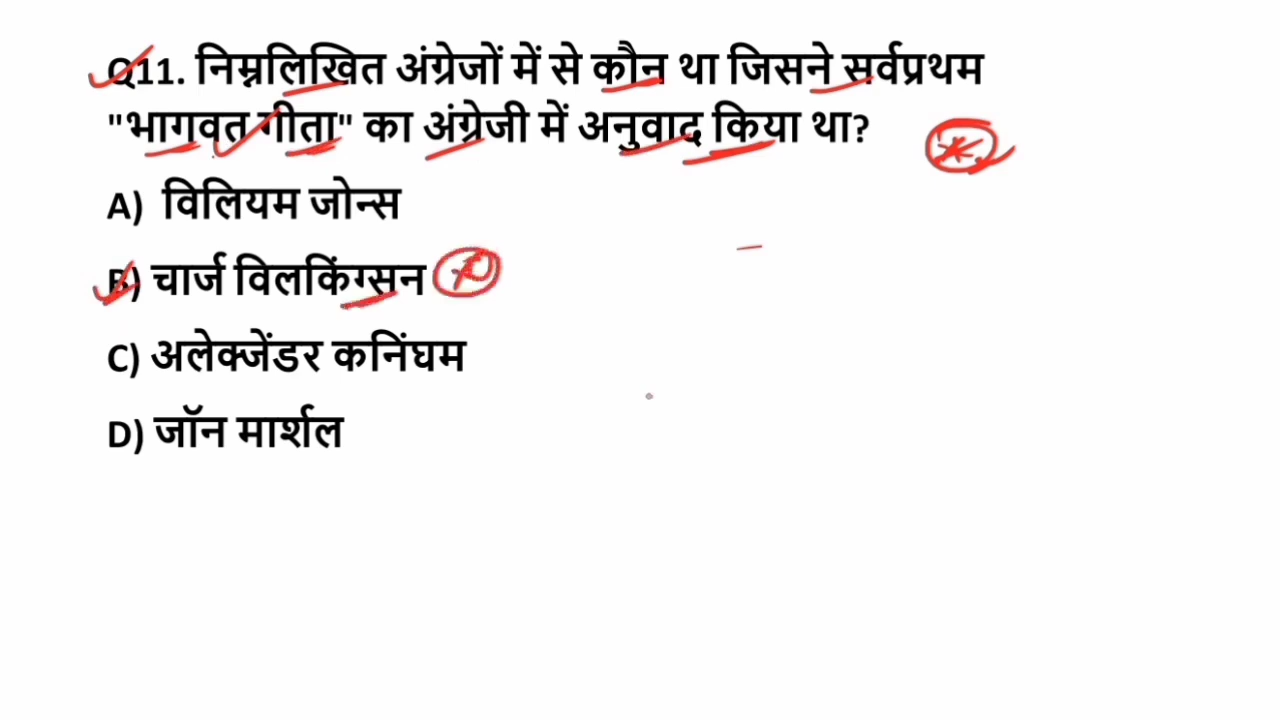 Q11. निम्नलिखित अंग्रेजों में से कौन था जिसने सर्वप्रथम
"भागवत गीता" का अंग्रेजी में अनुवाद किया था?
A) विलियम जोन्स
B) चार्ज विलकिंग्सन
C) अलेक्जेंडर कनिंघम
D) जॉन मार्शल